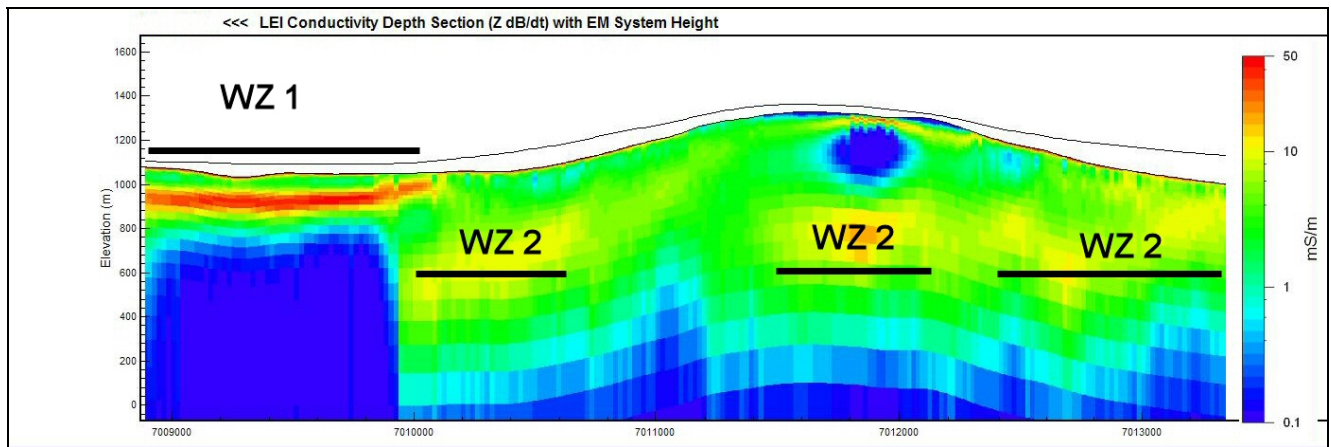 <<< LEI Conductivity Depth Section (Z dB/dt) with EM System Height
1600
1400
1200
1000
800
600
400
200
0
Elevation (m)
WZ 1
WZ 2
WZ 2
WZ 2
50
10
1
0.1
mS/m
7009000 7010000 7011000 7012000 7013000